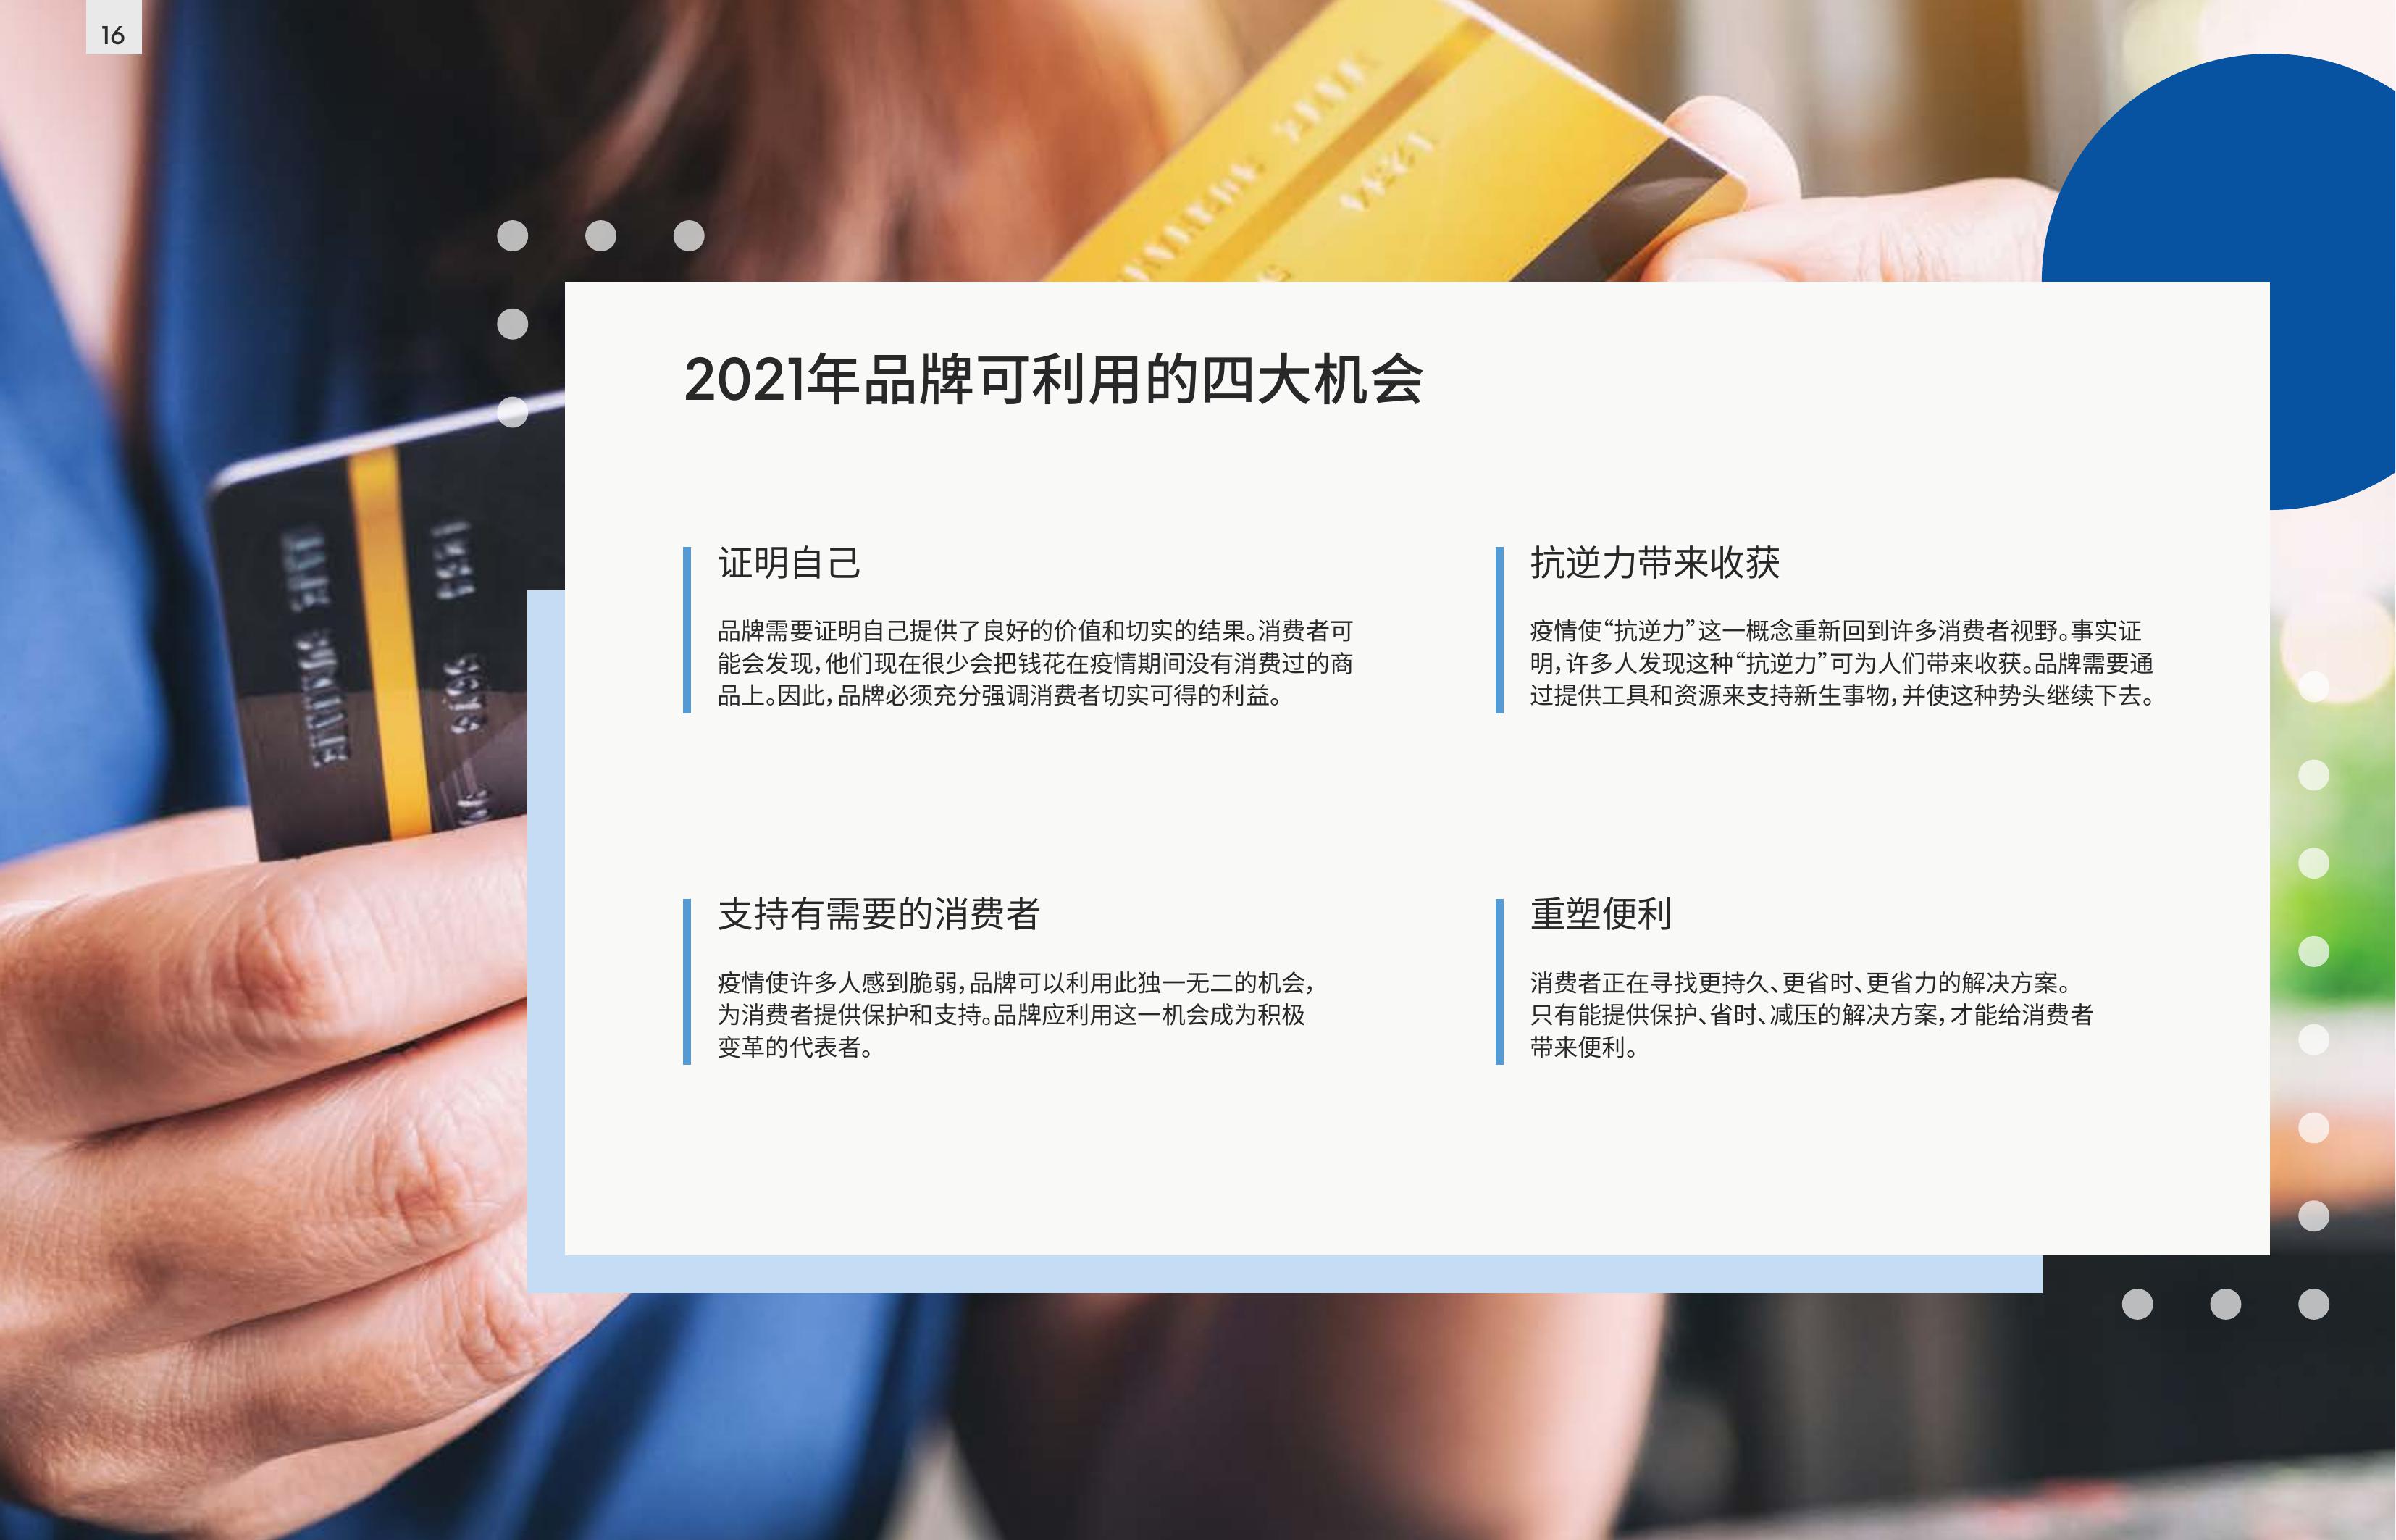 16
2021年品牌可利用的四大机会
证明自己
品牌需要证明自己提供了良好的价值和切实的结果。消费者可
能会发现，他们现在很少会把钱花在疫情期间没有消费过的商
品上。因此，品牌必须充分强调消费者切实可得的利益。
抗逆力带来收获
疫情使“抗逆力”这一概念重新回到许多消费者视野。事实证
明，许多人发现这种“抗逆力”可为人们带来收获。品牌需要通
过提供工具和资源来支持新生事物，并使这种势头继续下去。
支持有需要的消费者
疫情使许多人感到脆弱，品牌可以利用此独一无二的机会，
为消费者提供保护和支持。品牌应利用这一机会成为积极
变革的代表者。
重塑便利
消费者正在寻找更持久、更省时、更省力的解决方案。
只有能提供保护、省时、减压的解决方案，才能给消费者
带来便利。